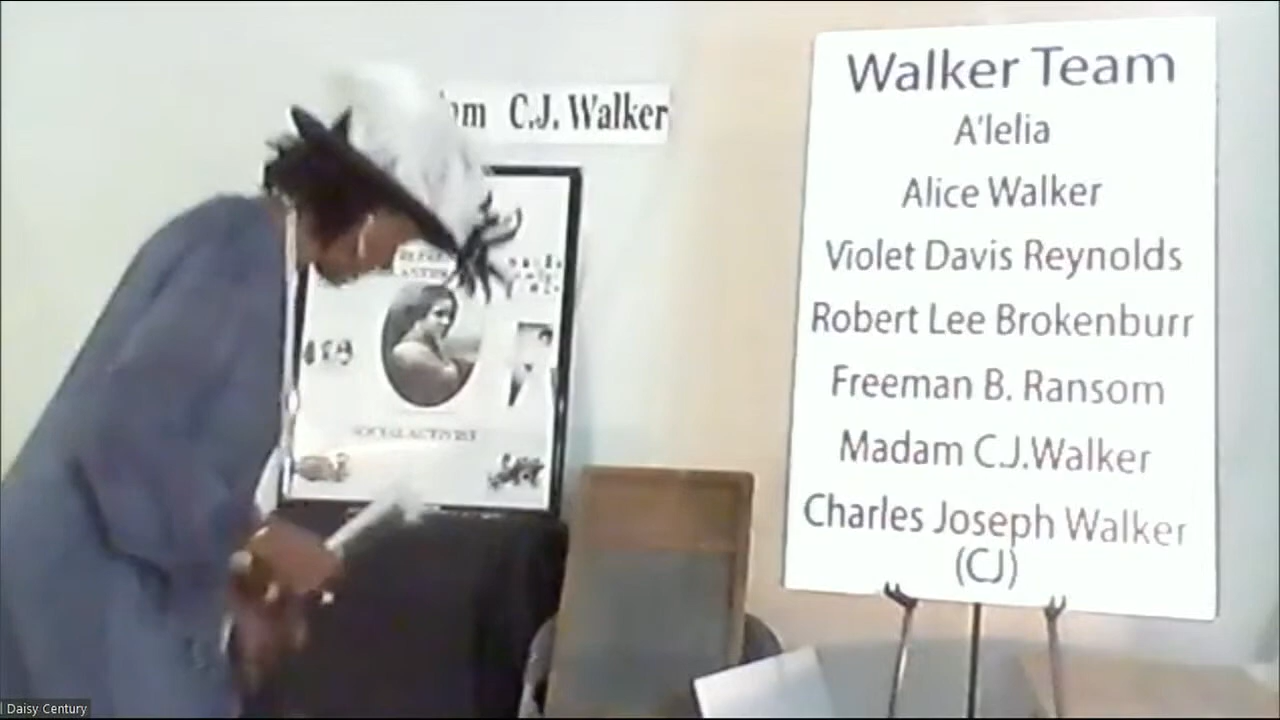 C.J. Walker
SOCIAL ACTIVIST
Walker Team
A'lelia
Alice Walker
Violet Davis Reynolds
Robert Lee Brokenburr
Freeman B. Ransom
Madam C.J.Walker
Charles Joseph Walker
(CJ)
Daisy Century